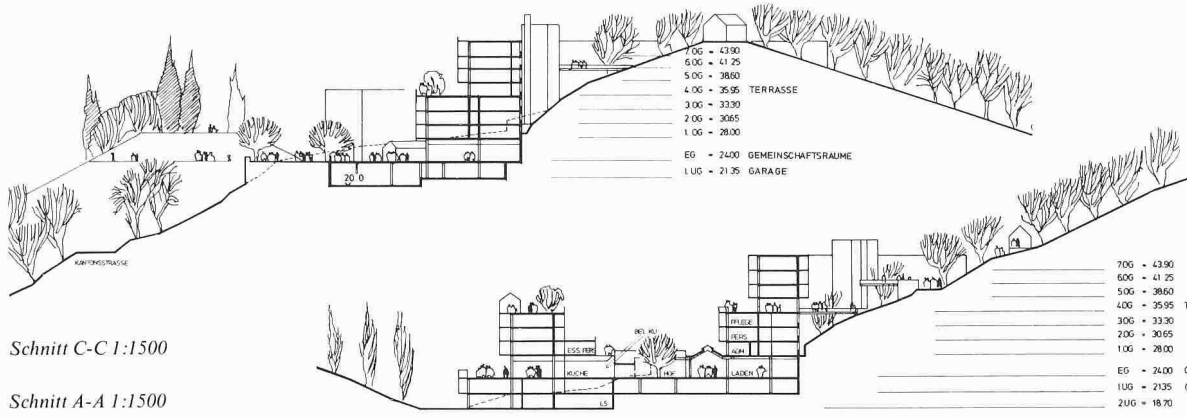 7.OG = 43.90
6.OG = 41.25
5.OG = 38.60
4.OG = 35.95 TERRASSE
3.OG = 33.30
2.OG = 30.65
1.OG = 28.00
EG = 24.00 GEMEINSCHAFTSRÄUME
1.UG = 21.35 GARAGE
20 0
KANTONSSTRASSE
7.OG = 43.90
6.OG = 41.25
5.OG = 38.60
4.OG = 35.95 T
3.OG = 33.30
2.OG = 30.65
1.OG = 28.00
EG = 24.00 G
1.UG = 21.35 (
2.UG = 18.70
BEL. KÜ
PFLEGE
ESS. PERS
PERS
ADM
KÜCHE
HOF
LADEN
LS
Schnitt C-C 1:1500
Schnitt A-A 1:1500